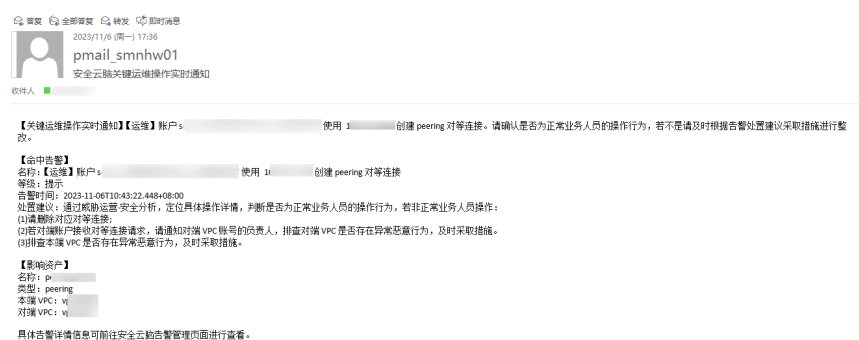 答复 全部答复 转发 即时消息
2023/11/6 (周一) 17:36
pmail_smnhw01
安全云脑关键运维操作实时通知
收件人
【关键运维操作实时通知】【运维】账户 s 使用 1 创建 peering 对等连接。请确认是否为正常业务人员的操作行为，若不是请及时根据告警处置建议采取措施进行整
改。
【命中告警】
名称：【运维】账户 s 使用 1( 创建 peering 对等连接
等级：提示
告警时间：2023-11-06T10:43:22.448+08:00
处置建议：通过威胁运营-安全分析，定位具体操作详情，判断是否为正常业务人员的操作行为，若非正常业务人员操作：
(1)请删除对应对等连接;
(2)若对端账户接收对等连接请求，请通知对端 VPC 账号的负责人，排查对端 VPC 是否存在异常恶意行为，及时采取措施。
(3)排查本端 VPC 是否存在异常恶意行为，及时采取措施。
【影响资产】
名称：p
类型：peering
本端 VPC：v
对端 VPC：v
具体告警详情信息可前往安全云脑告警管理页面进行查看。